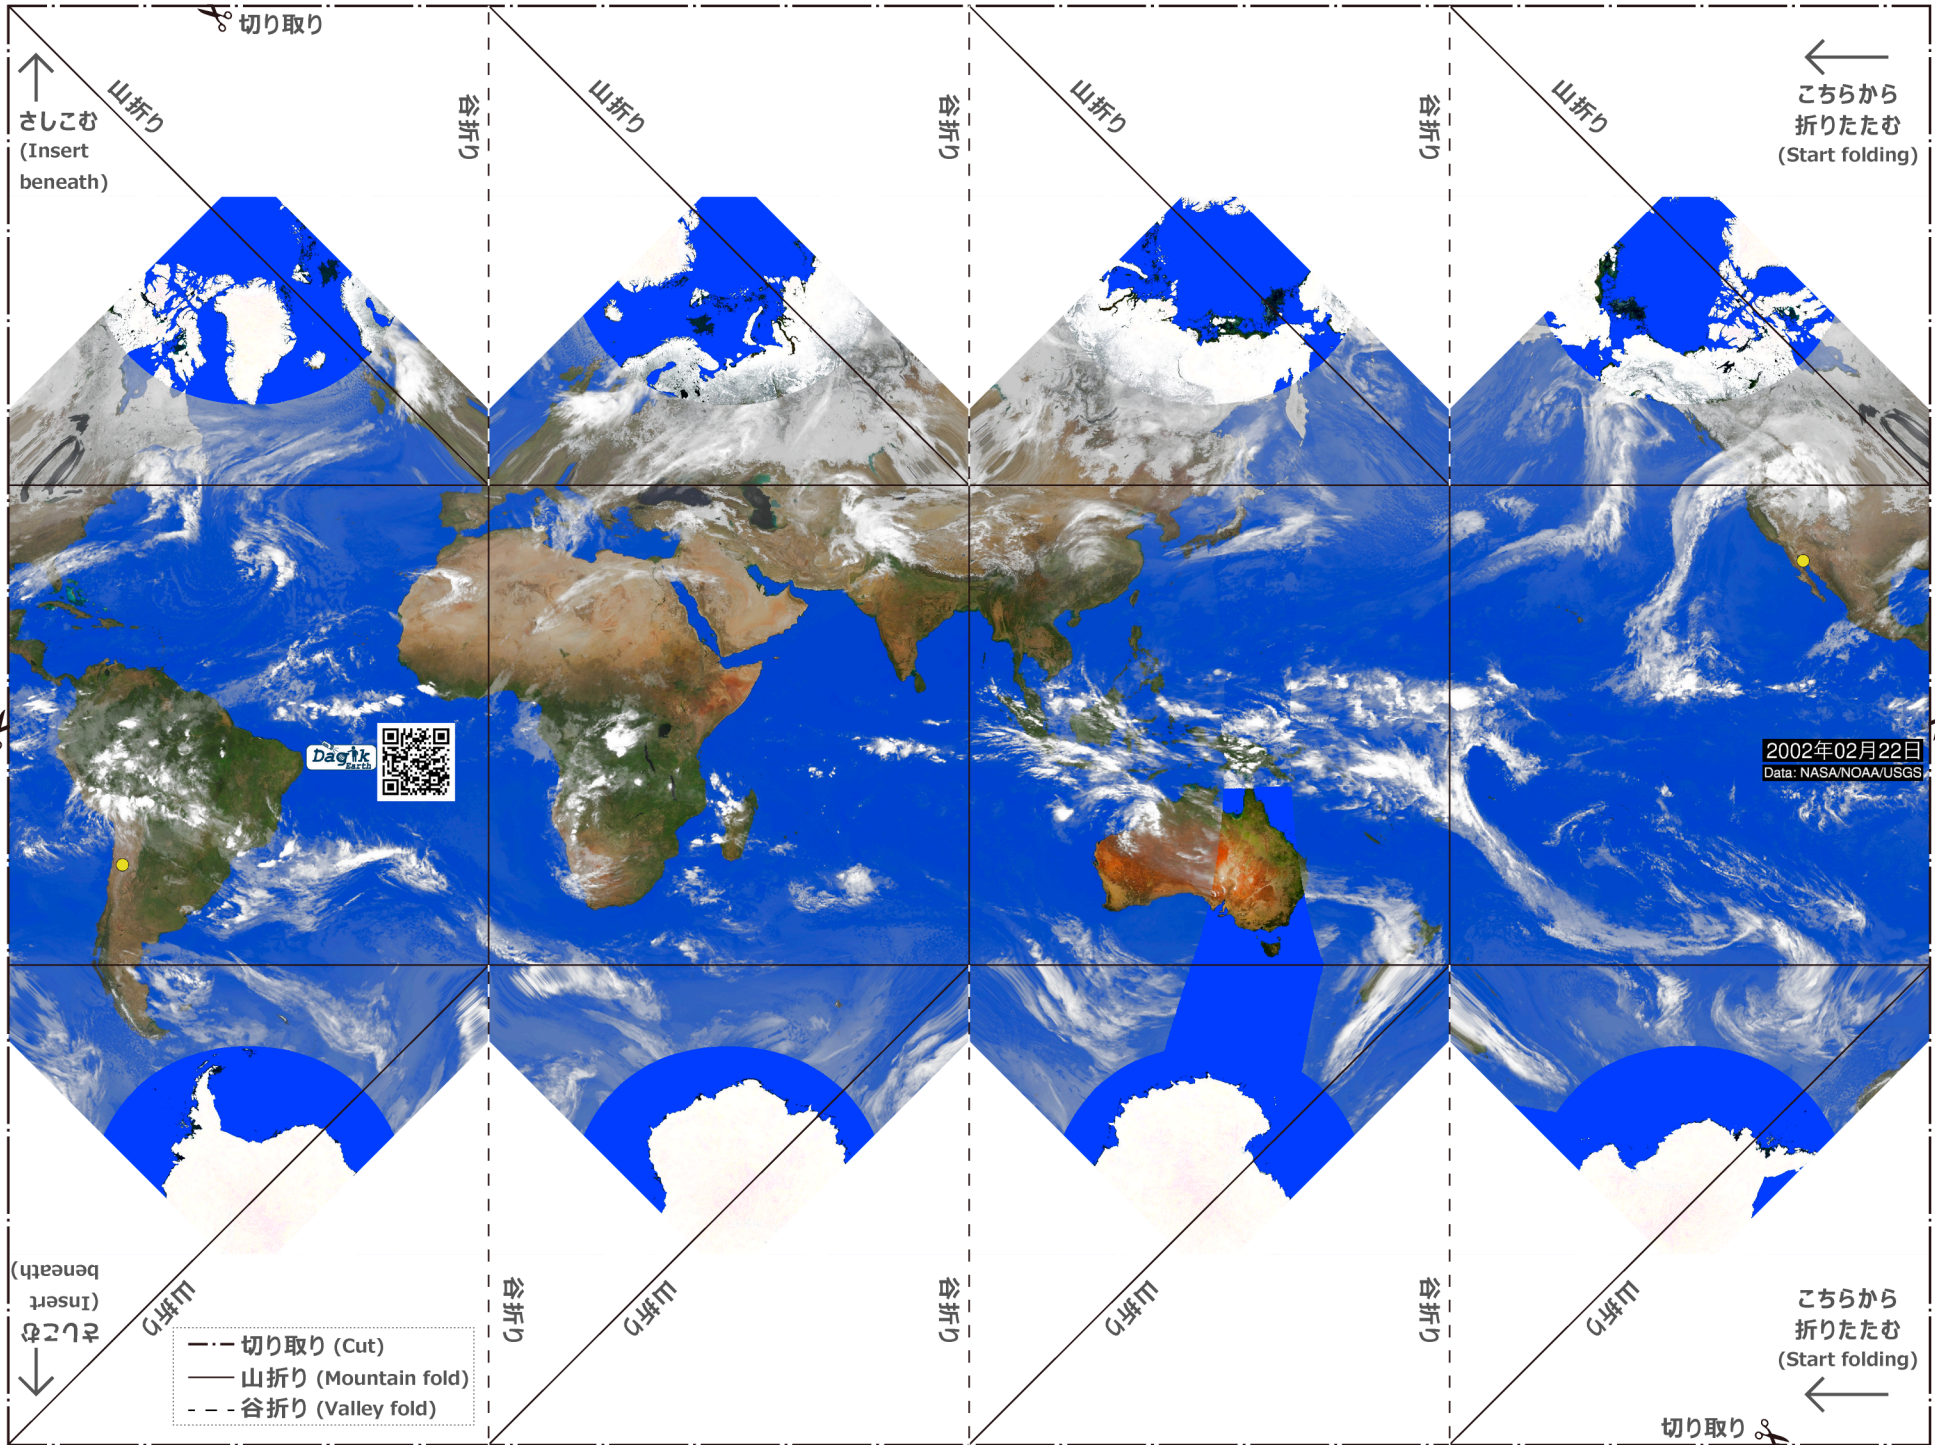 切り取り
山折り
谷折り
山折り
谷折り
山折り
谷折り
山折り
さしこむ
(Insert
beneath)
こちらから
折りたたむ
(Start folding)
Dagik
Earth
2002年02月22日
Data: NASA/NOAA/USGS
さしこむ
(Insert
beneath)
山折り
谷折り
山折り
谷折り
山折り
谷折り
山折り
こちらから
折りたたむ
(Start folding)
切り取り (Cut)
山折り (Mountain fold)
谷折り (Valley fold)
切り取り